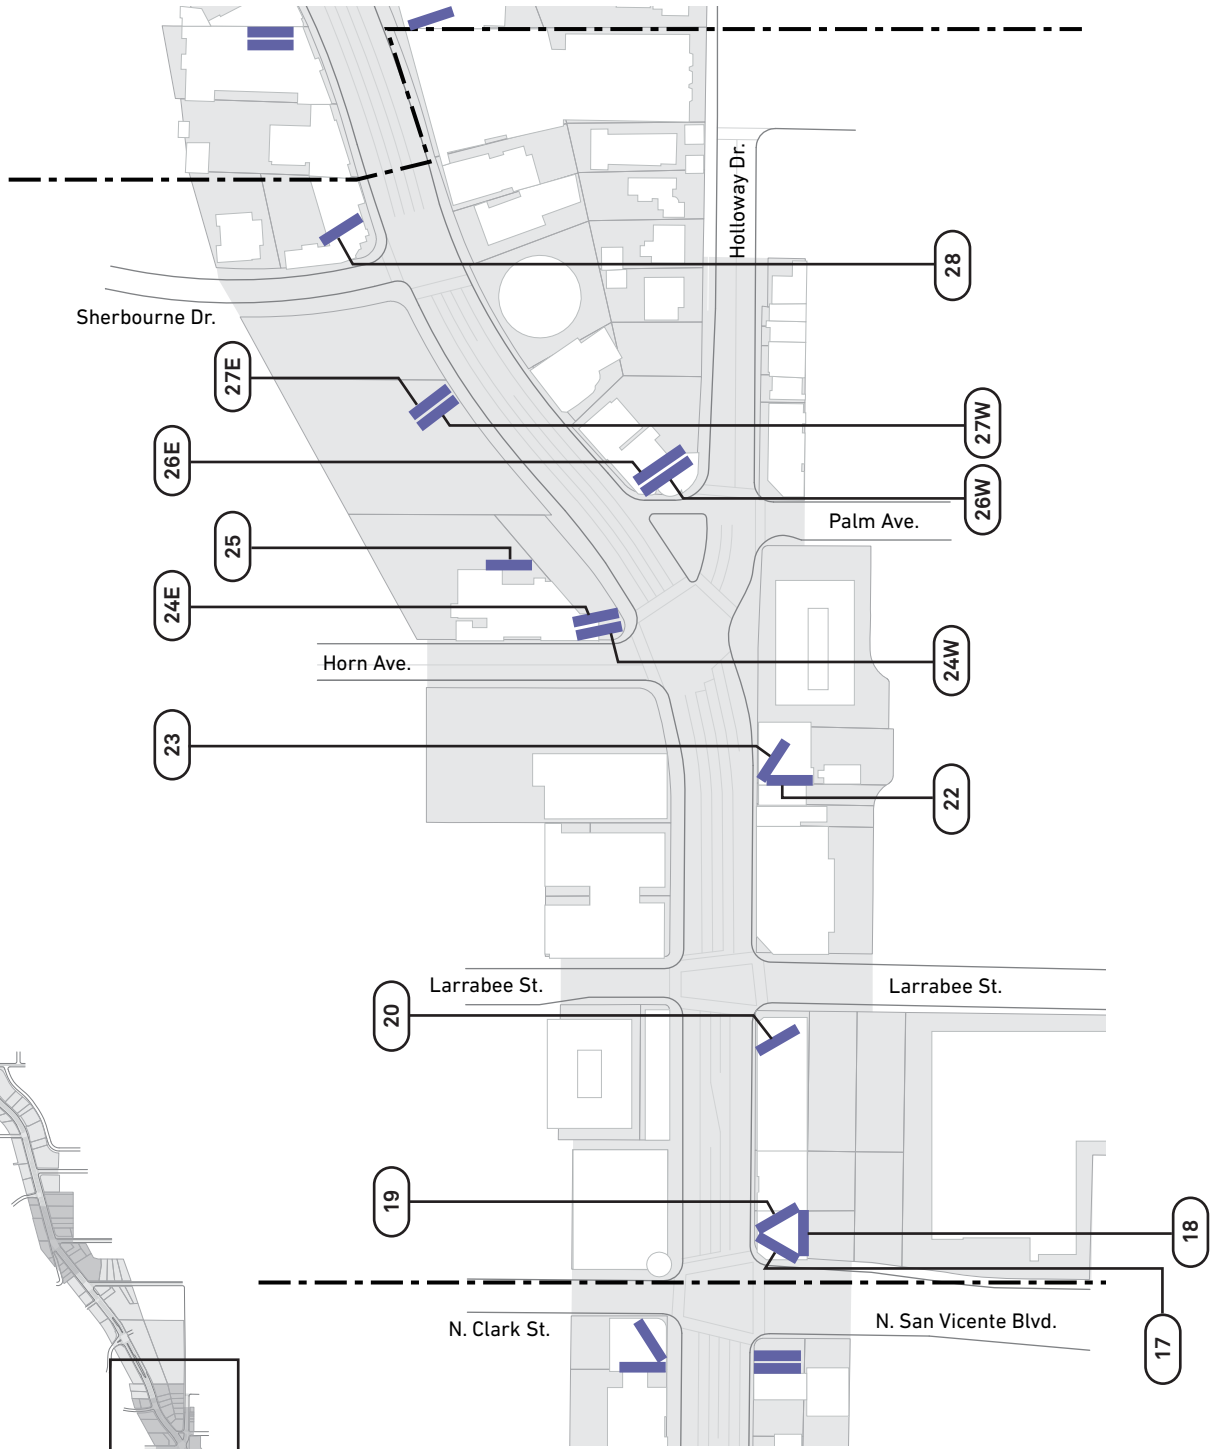 Holloway Dr.
28
Sherbourne Dr.
27E
27W
26E
26W
Palm Ave.
25
24E
Horn Ave.
24W
23
22
Larrabee St.
Larrabee St.
20
19
18
N. Clark St.
N. San Vicente Blvd.
17